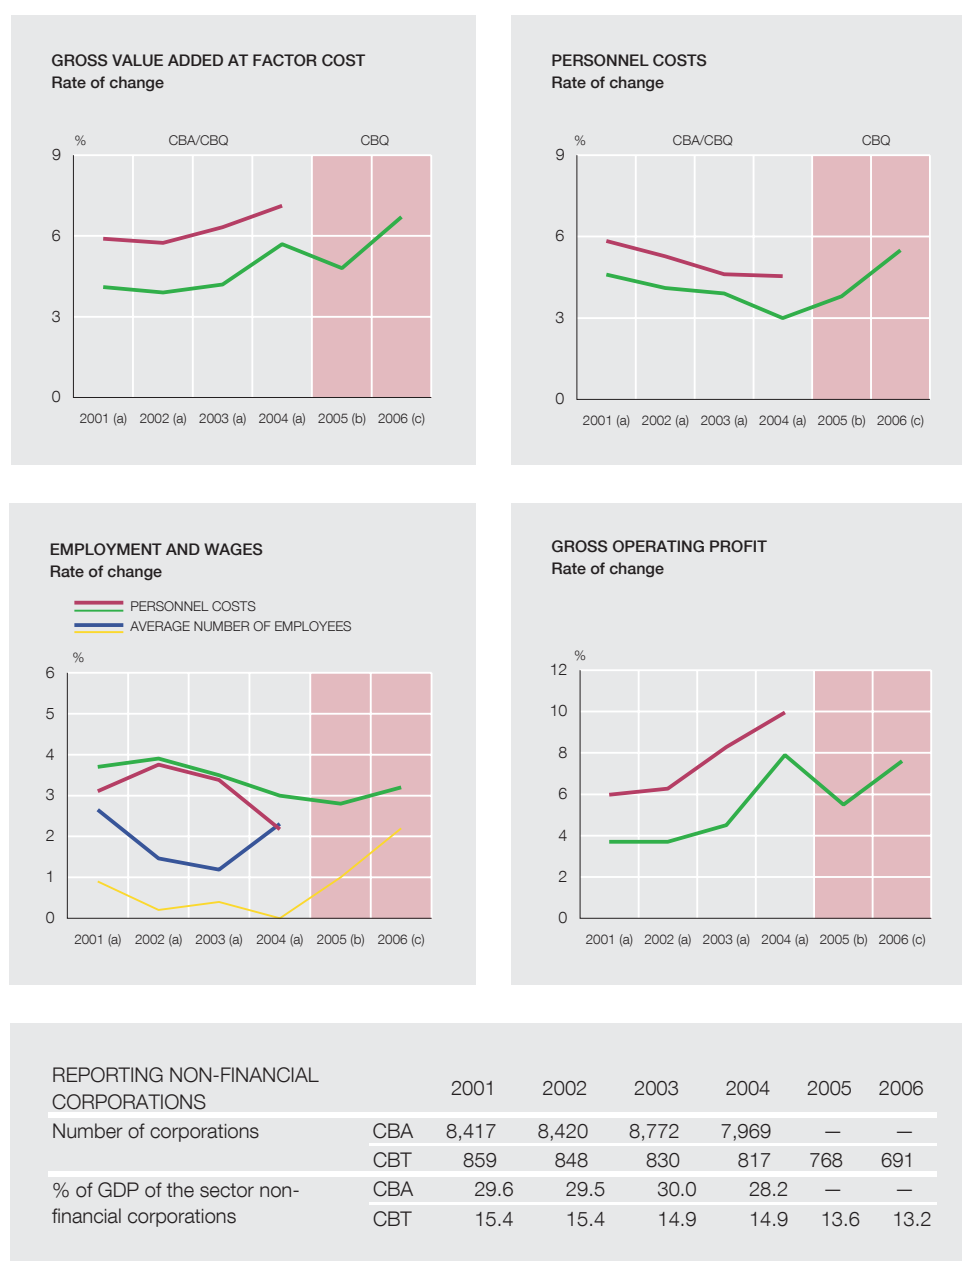 GROSS VALUE ADDED AT FACTOR COST
Rate of change
% CBA/CBQ CBQ
9
6
3
0
2001 (a) 2002 (a) 2003 (a) 2004 (a) 2005 (b) 2006 (c)
PERSONNEL COSTS
Rate of change
% CBA/CBQ CBQ
9
6
3
0
2001 (a) 2002 (a) 2003 (a) 2004 (a) 2005 (b) 2006 (c)
EMPLOYMENT AND WAGES
Rate of change
PERSONNEL COSTS
AVERAGE NUMBER OF EMPLOYEES
%
6
5
4
3
2
1
0
2001 (a) 2002 (a) 2003 (a) 2004 (a) 2005 (b) 2006 (c)
GROSS OPERATING PROFIT
Rate of change
%
12
10
8
6
4
2
0
2001 (a) 2002 (a) 2003 (a) 2004 (a) 2005 (b) 2006 (c)
REPORTING NON-FINANCIAL
CORPORATIONS 2001 2002 2003 2004 2005 2006
Number of corporations CBA 8,417 8,420 8,772 7,969 — —
CBT 859 848 830 817 768 691
% of GDP of the sector non- CBA 29.6 29.5 30.0 28.2 — —
financial corporations CBT 15.4 15.4 14.9 14.9 13.6 13.2